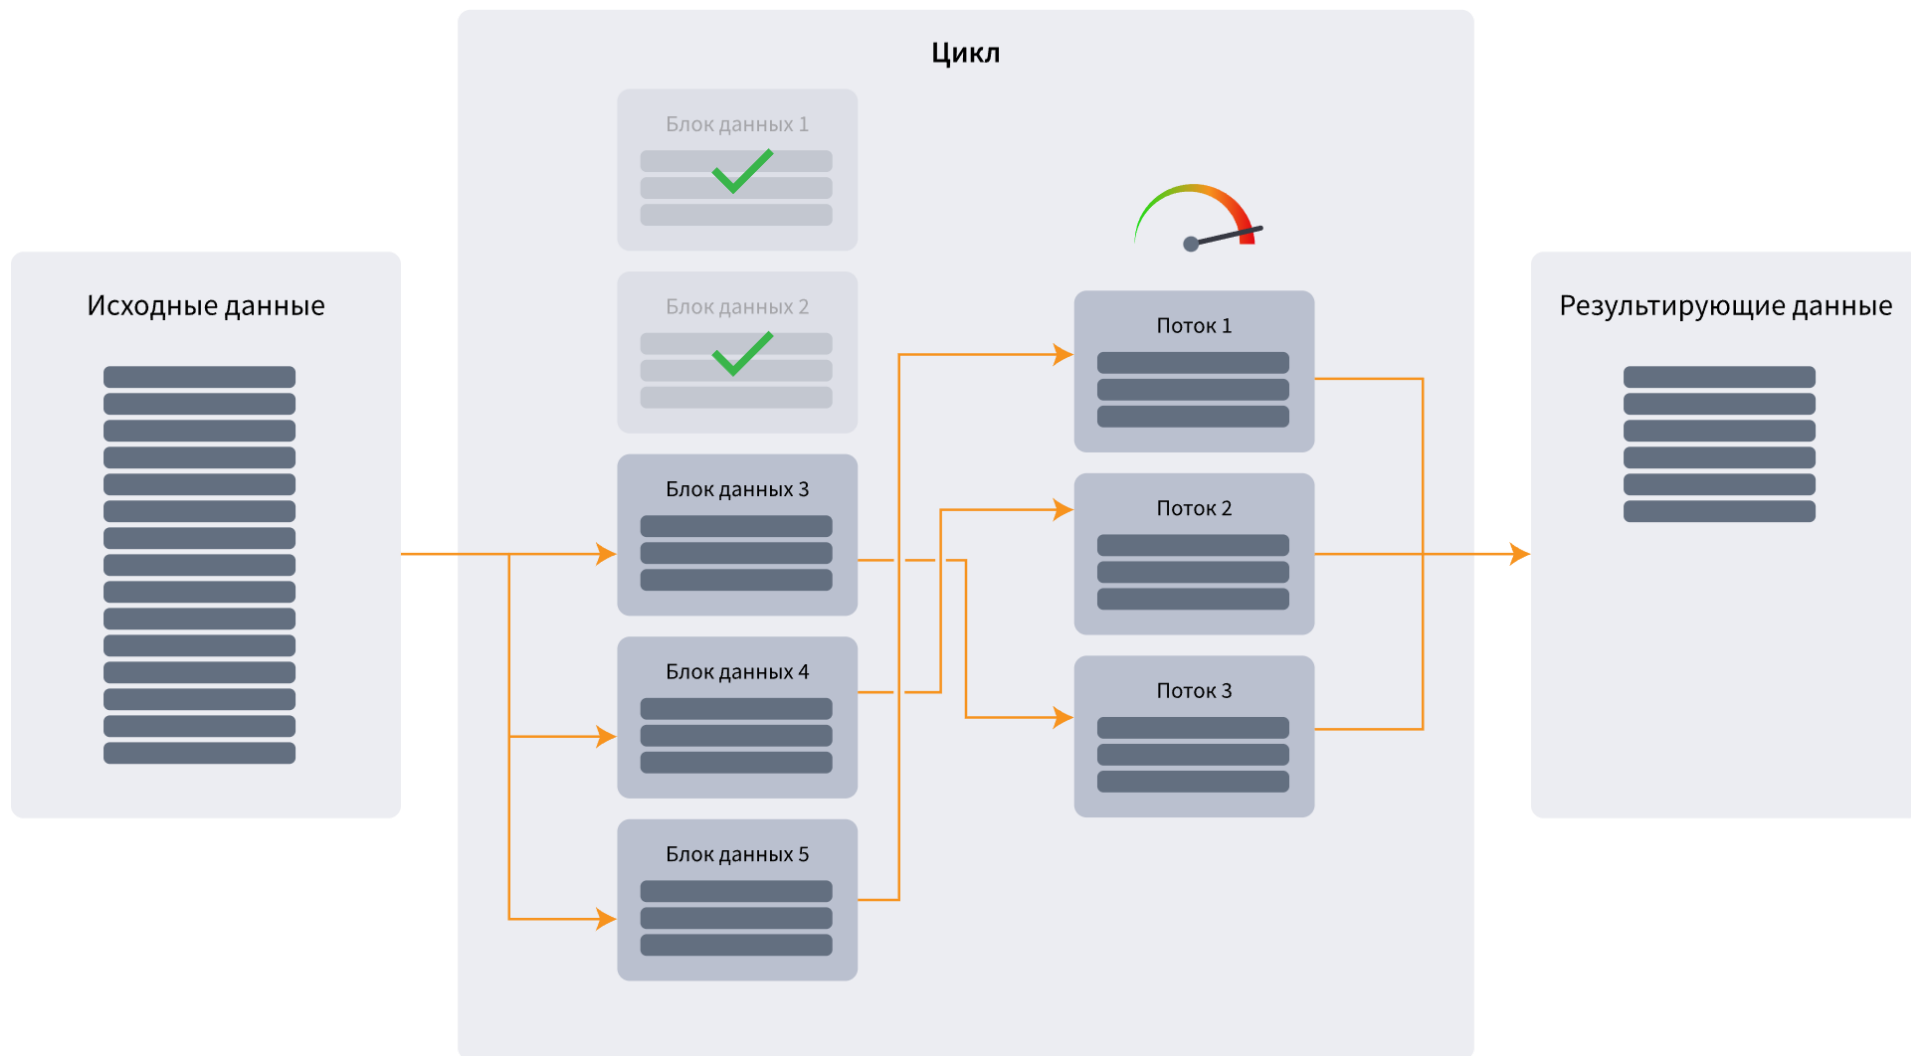 Цикл
Исходные данные
Блок данных 1
Блок данных 2
Блок данных 3
Блок данных 4
Блок данных 5
Поток 1
Поток 2
Поток 3
Результирующие данные